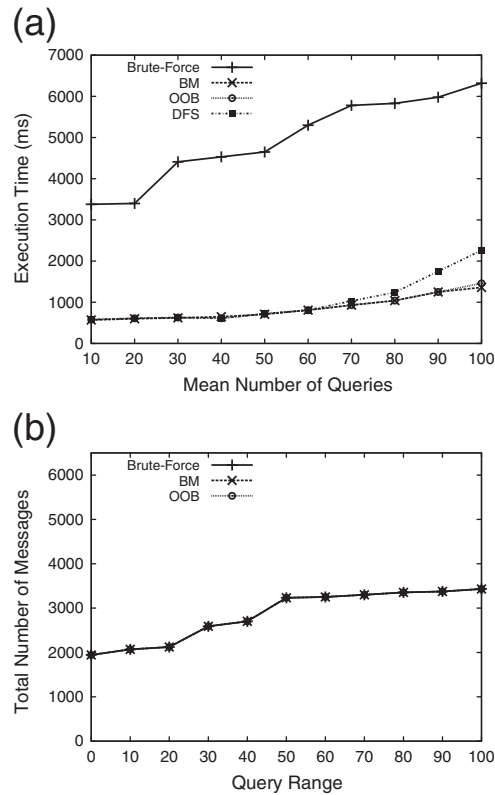 (a)
7000
6000
5000
4000
3000
2000
1000
0
Execution Time (ms)
Brute-Force
BM
OOB
DFS
10 20 30 40 50 60 70 80 90 100
Mean Number of Queries
(b)
6000
5000
4000
3000
2000
1000
0
Total Number of Messages
Brute-Force
BM
OOB
0 10 20 30 40 50 60 70 80 90 100
Query Range